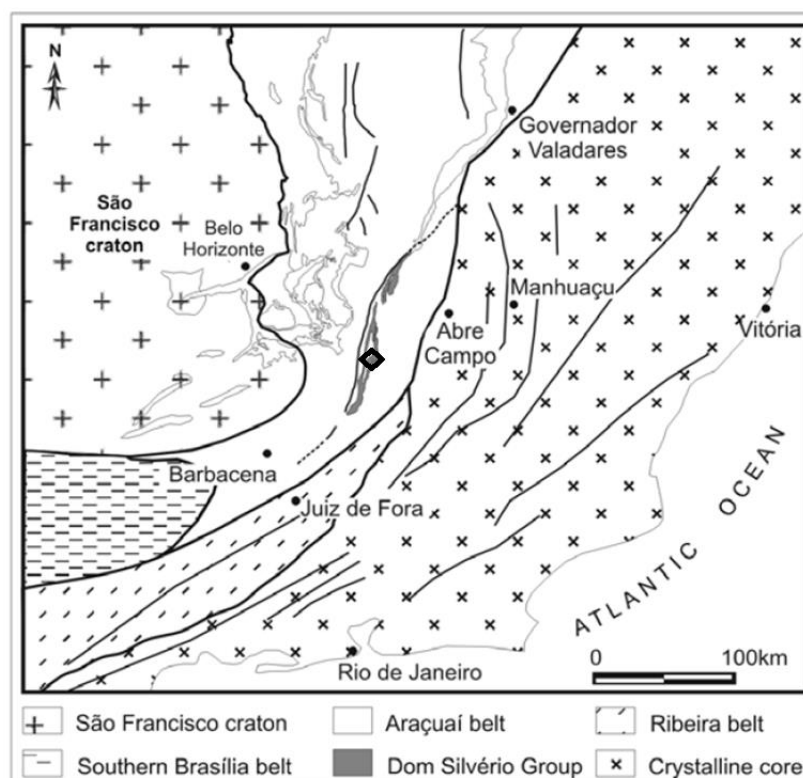 N
São
Francisco
craton
Belo
Horizonte
Governador
Valadares
Manhuaçu
Abre
Campo
Vitória
Barbacena
Juiz de Fora
ATLANTIC OCEAN
Rio de Janeiro
0 100km
São Francisco craton
Araçuaí belt
Ribeira belt
Southern Brasília belt
Dom Silvério Group
Crystalline core